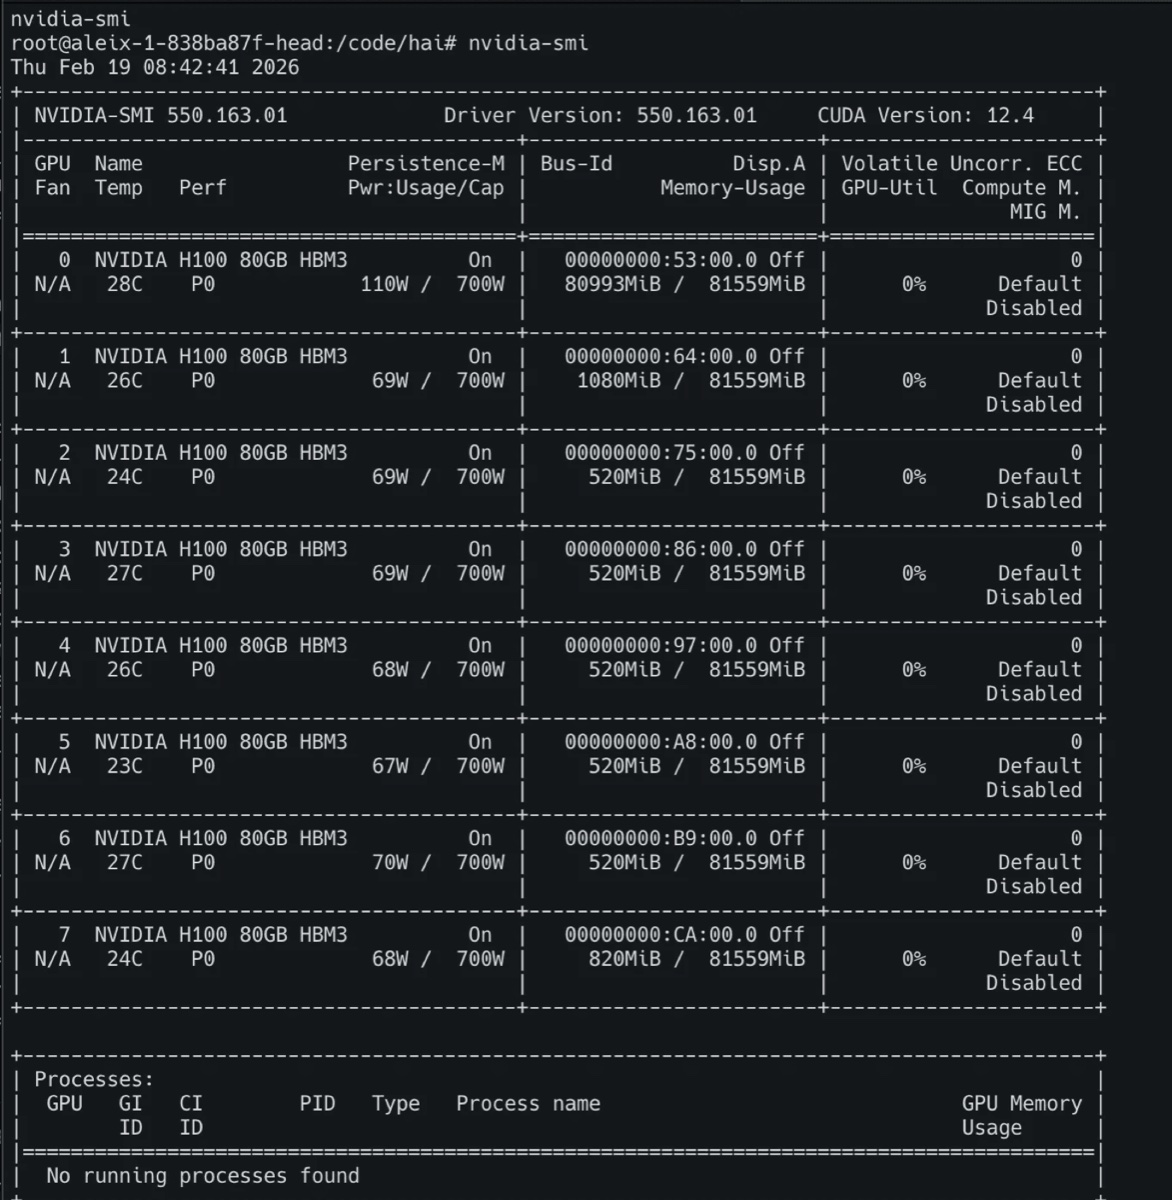 nvidia-smi
root@aleix-1-838ba87f-head:/code/hai# nvidia-smi
Thu Feb 19 08:42:41 2026
+-----------------------------------------------------------------------------------------+
| NVIDIA-SMI 550.163.01             Driver Version: 550.163.01     CUDA Version: 12.4     |
|-----------------------------------------+------------------------+----------------------+
| GPU  Name                 Persistence-M | Bus-Id          Disp.A | Volatile Uncorr. ECC |
| Fan  Temp   Perf          Pwr:Usage/Cap |           Memory-Usage | GPU-Util  Compute M. |
|                                         |                        |               MIG M. |
|=========================================+========================+======================|
|   0  NVIDIA H100 80GB HBM3          On  |   00000000:53:00.0 Off |                    0 |
| N/A   28C    P0            110W /  700W |   80993MiB /  81559MiB |      0%      Default |
|                                         |                        |             Disabled |
+-----------------------------------------+------------------------+----------------------+
|   1  NVIDIA H100 80GB HBM3          On  |   00000000:64:00.0 Off |                    0 |
| N/A   26C    P0             69W /  700W |    1080MiB /  81559MiB |      0%      Default |
|                                         |                        |             Disabled |
+-----------------------------------------+------------------------+----------------------+
|   2  NVIDIA H100 80GB HBM3          On  |   00000000:75:00.0 Off |                    0 |
| N/A   24C    P0             69W /  700W |     520MiB /  81559MiB |      0%      Default |
|                                         |                        |             Disabled |
+-----------------------------------------+------------------------+----------------------+
|   3  NVIDIA H100 80GB HBM3          On  |   00000000:86:00.0 Off |                    0 |
| N/A   27C    P0             69W /  700W |     520MiB /  81559MiB |      0%      Default |
|                                         |                        |             Disabled |
+-----------------------------------------+------------------------+----------------------+
|   4  NVIDIA H100 80GB HBM3          On  |   00000000:97:00.0 Off |                    0 |
| N/A   26C    P0             68W /  700W |     520MiB /  81559MiB |      0%      Default |
|                                         |                        |             Disabled |
+-----------------------------------------+------------------------+----------------------+
|   5  NVIDIA H100 80GB HBM3          On  |   00000000:A8:00.0 Off |                    0 |
| N/A   23C    P0             67W /  700W |     520MiB /  81559MiB |      0%      Default |
|                                         |                        |             Disabled |
+-----------------------------------------+------------------------+----------------------+
|   6  NVIDIA H100 80GB HBM3          On  |   00000000:B9:00.0 Off |                    0 |
| N/A   27C    P0             70W /  700W |     520MiB /  81559MiB |      0%      Default |
|                                         |                        |             Disabled |
+-----------------------------------------+------------------------+----------------------+
|   7  NVIDIA H100 80GB HBM3          On  |   00000000:CA:00.0 Off |                    0 |
| N/A   24C    P0             68W /  700W |     820MiB /  81559MiB |      0%      Default |
|                                         |                        |             Disabled |
+-----------------------------------------+------------------------+----------------------+

+-----------------------------------------------------------------------------------------+
| Processes:                                                                              |
|  GPU   GI   CI        PID   Type   Process name                              GPU Memory |
|        ID   ID                                                               Usage      |
|=========================================================================================|
|  No running processes found                                                             |